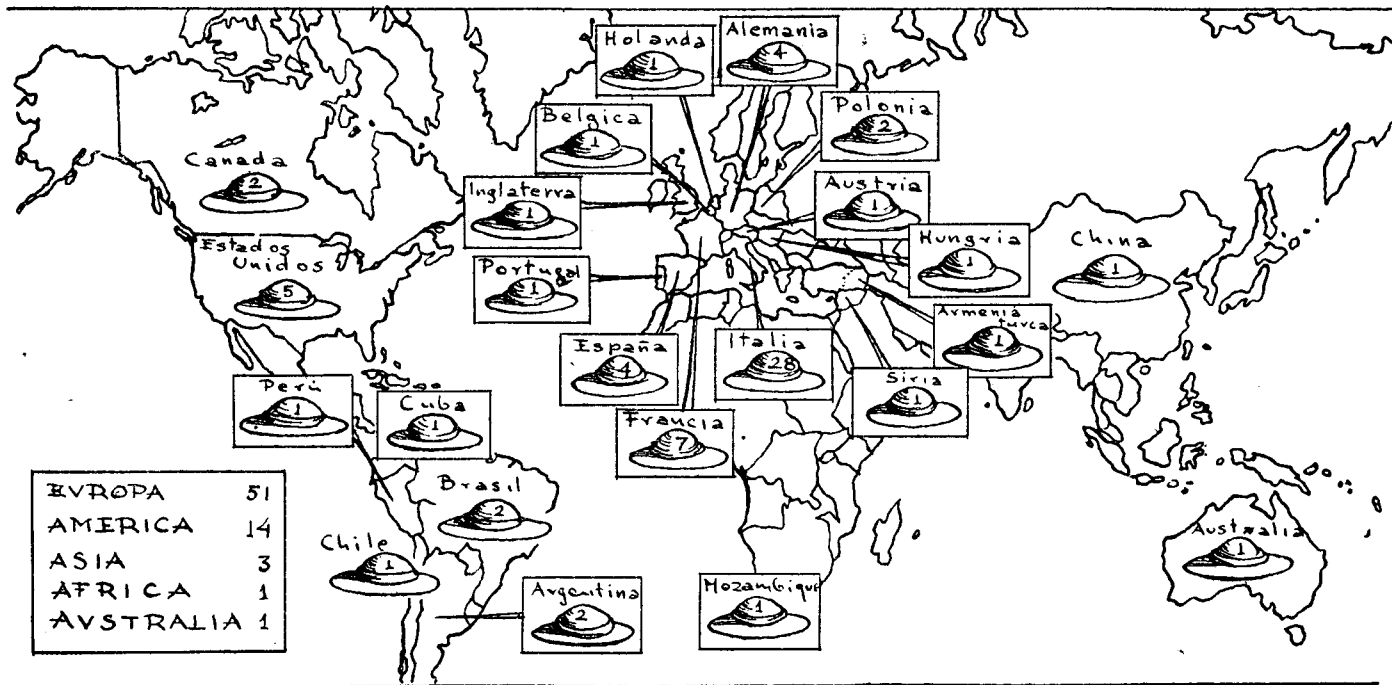 Holanda
1
Alemania
4
Belgica
1
Polonia
2
Canada
2
Inglaterra
1
Austria
1
Estados
Unidos
5
Portugal
1
Hungria
1
China
1
Armenia
turca
1
España
4
Italia
28
Siria
1
Perú
1
Cuba
1
Francia
7
Brasil
2
Chile
1
Argentina
2
Mozambique
1
Australia
1
EVROPA 51
AMERICA 14
ASIA 3
AFRICA 1
AVSTRALIA 1